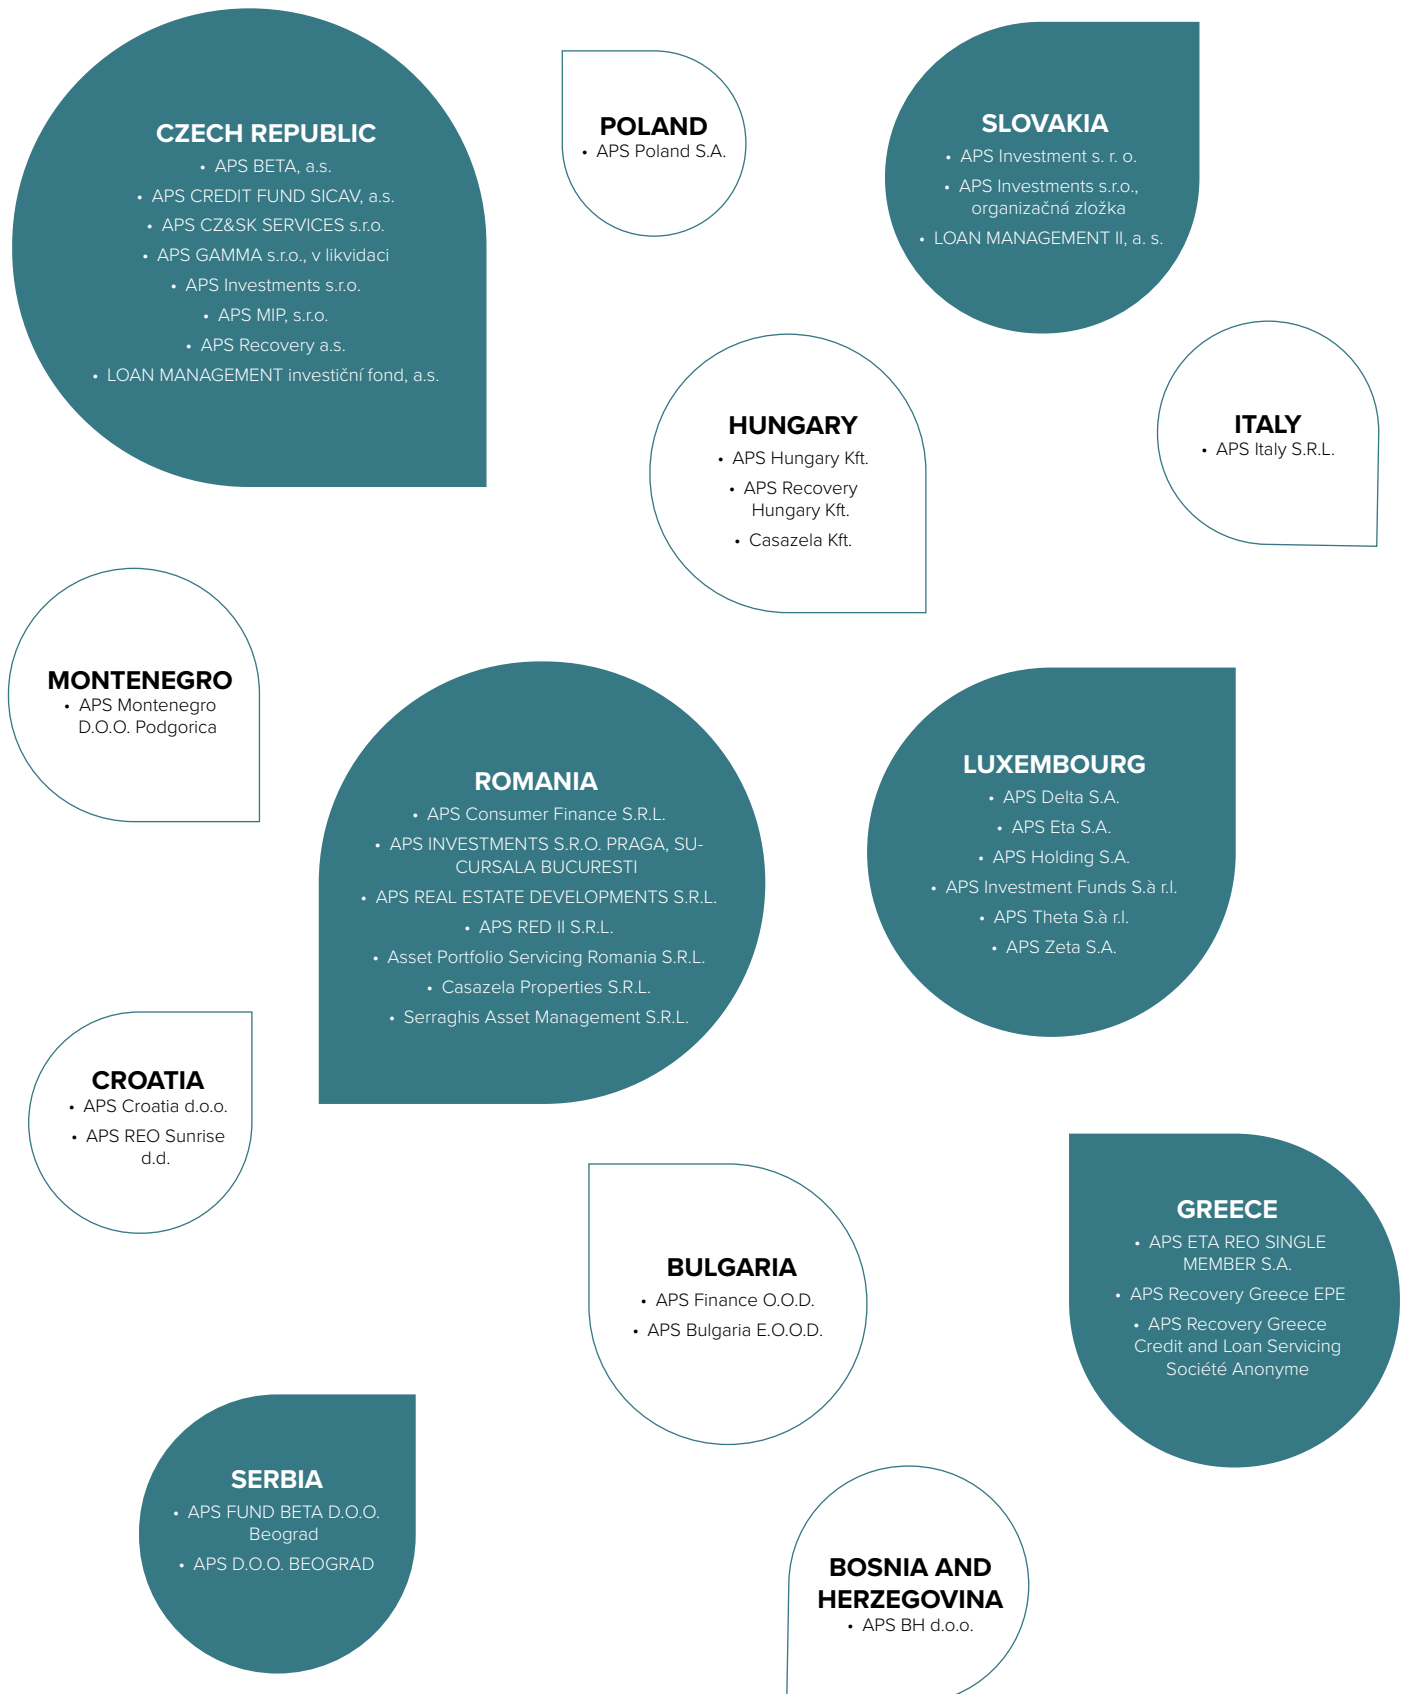 CZECH REPUBLIC
• APS BETA, a.s.
• APS CREDIT FUND SICAV, a.s.
• APS CZ&SK SERVICES s.r.o.
• APS GAMMA s.r.o., v likvidaci
• APS Investments s.r.o.
• APS MIP, s.r.o.
• APS Recovery a.s.
• LOAN MANAGEMENT investiční fond, a.s.
POLAND
• APS Poland S.A.
SLOVAKIA
• APS Investment s. r. o.
• APS Investments s.r.o.,
organizačná zložka
• LOAN MANAGEMENT II, a. s.
HUNGARY
• APS Hungary Kft.
• APS Recovery
Hungary Kft.
• Casazela Kft.
ITALY
• APS Italy S.R.L.
MONTENEGRO
• APS Montenegro
D.O.O. Podgorica
ROMANIA
• APS Consumer Finance S.R.L.
• APS INVESTMENTS S.R.O. PRAGA, SU-
CURSALA BUCURESTI
• APS REAL ESTATE DEVELOPMENTS S.R.L.
• APS RED II S.R.L.
• Asset Portfolio Servicing Romania S.R.L.
• Casazela Properties S.R.L.
• Serraghis Asset Management S.R.L.
LUXEMBOURG
• APS Delta S.A.
• APS Eta S.A.
• APS Holding S.A.
• APS Investment Funds S.à r.l.
• APS Theta S.à r.l.
• APS Zeta S.A.
CROATIA
• APS Croatia d.o.o.
• APS REO Sunrise
d.d.
BULGARIA
• APS Finance O.O.D.
• APS Bulgaria E.O.O.D.
GREECE
• APS ETA REO SINGLE
MEMBER S.A.
• APS Recovery Greece EPE
• APS Recovery Greece
Credit and Loan Servicing
Société Anonyme
SERBIA
• APS FUND BETA D.O.O.
Beograd
• APS D.O.O. BEOGRAD
BOSNIA AND
HERZEGOVINA
• APS BH d.o.o.